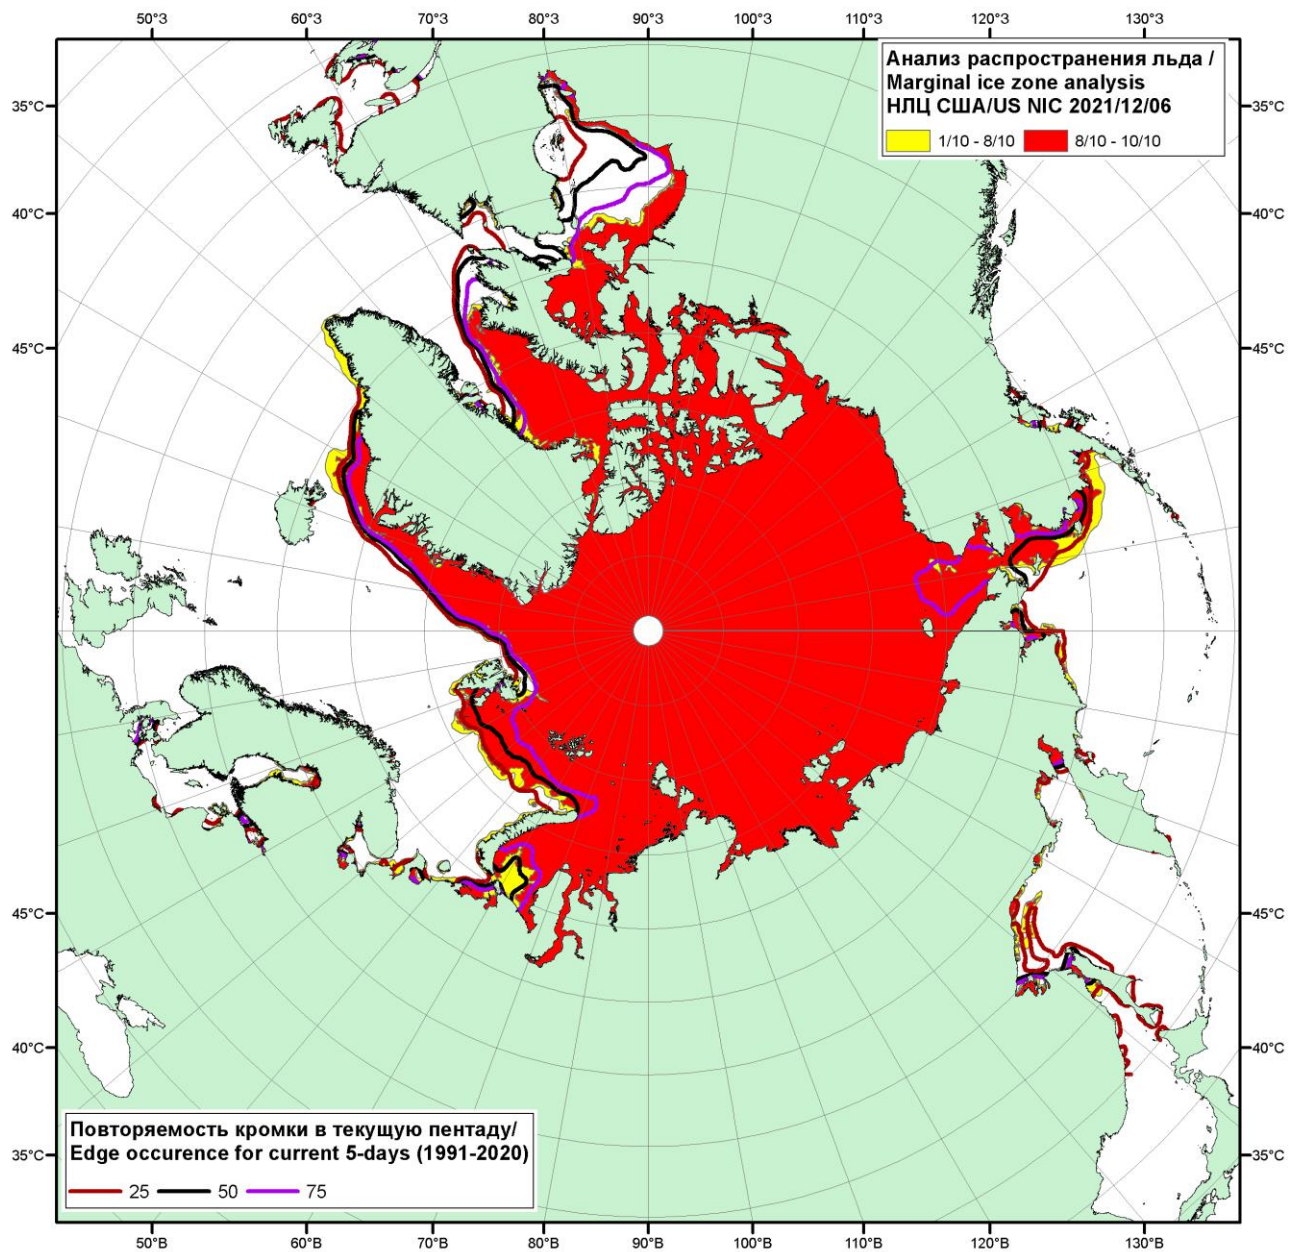 50°З 60°З 70°З 80°З 90°З 100°З 110°З 120°З 130°З
Анализ распространения льда /
Marginal ice zone analysis
НЛЦ США/US NIC 2021/12/06
1/10 - 8/10 8/10 - 10/10
35°С 35°С
40°С 40°С
45°С 45°С
45°С 45°С
40°С 40°С
35°С 35°С
Повторяемость кромки в текущую пентаду/
Edge occurence for current 5-days (1991-2020)
25 50 75
50°В 60°В 70°В 80°В 90°В 100°В 110°В 120°В 130°В